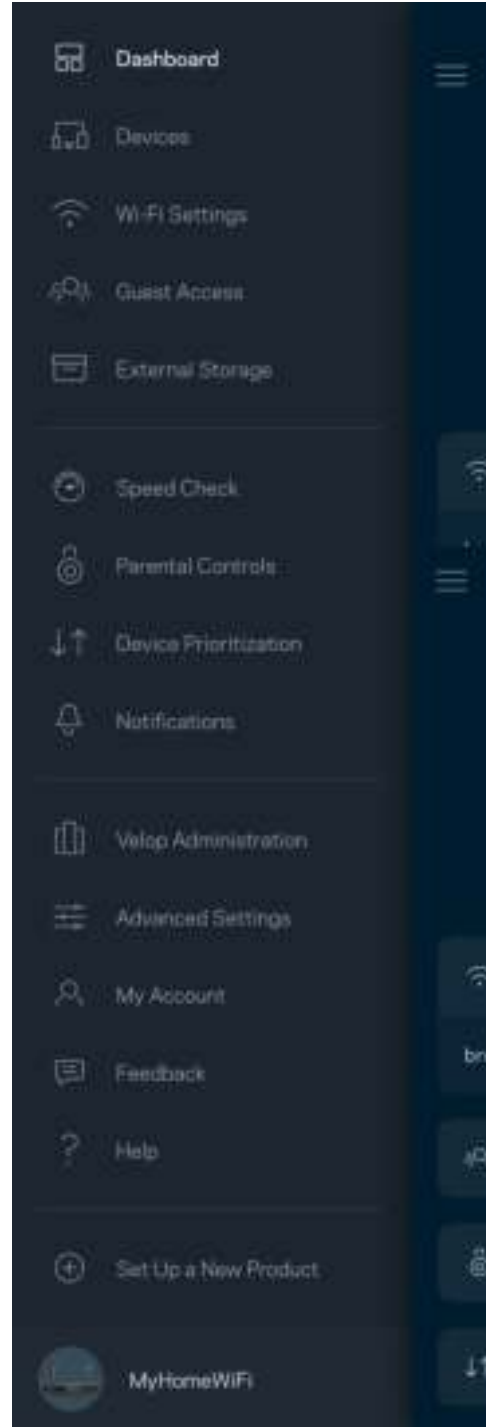 Dashboard
Devices
Wi-Fi Settings
Guest Access
External Storage
Speed Check
Parental Controls
Device Prioritization
Notifications
Velop Administration
Advanced Settings
My Account
Feedback
Help
Set Up a New Product
MyHomeWiFi